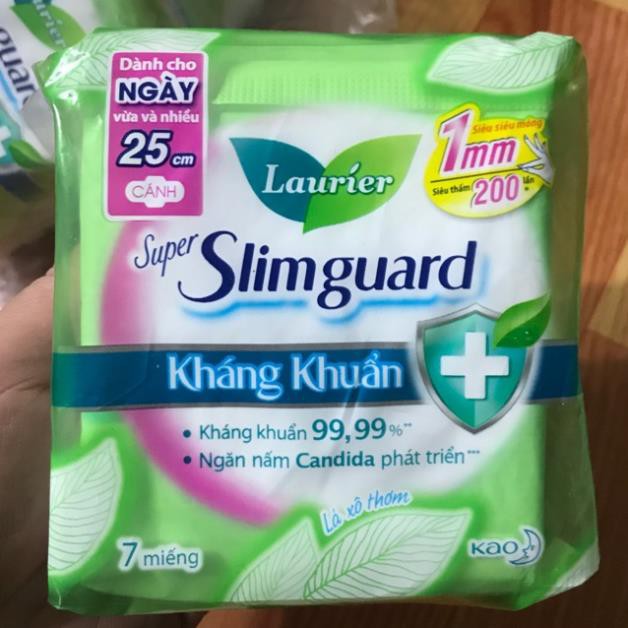 Dành cho
NGÀY
vừa và nhiều
25 cm
CÁNH
Laurier
Siêu siêu mỏng
1mm
Siêu thấm 200 lần
Super
Slimguard
Kháng Khuẩn
• Kháng khuẩn 99,99%**
• Ngăn nấm Candida phát triển***
Lá xô thơm
7 miếng
Kao